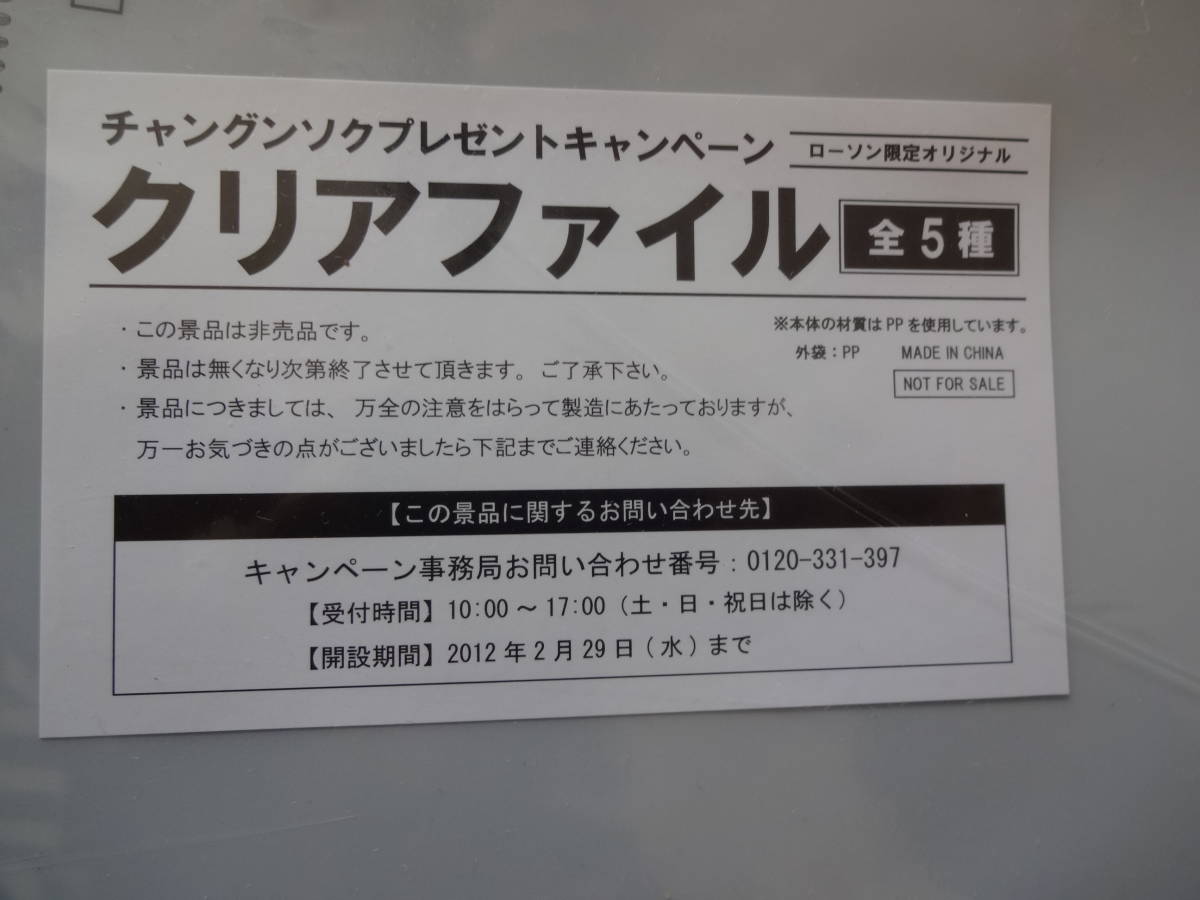 チャングンソクプレゼントキャンペーン
ローソン限定オリジナル
クリアファイル
全5種
・この景品は非売品です。
・景品は無くなり次第終了させて頂きます。ご了承下さい。
・景品につきましては、万全の注意をはらって製造にあたっておりますが、
万一お気づきの点がございましたら下記までご連絡ください。
※本体の材質はPPを使用しています。
外袋:PP MADE IN CHINA
NOT FOR SALE
【この景品に関するお問い合わせ先】
キャンペーン事務局お問い合わせ番号:0120-331-397
【受付時間】10:00～17:00(土・日・祝日は除く)
【開設期間】2012年2月29日(水)まで